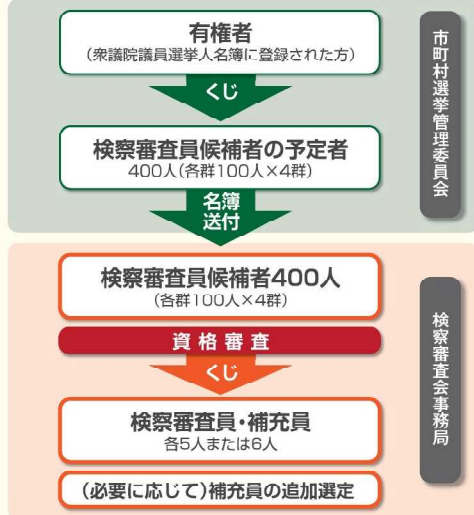 有権者
(衆議院議員選挙人名簿に登録された方)
くじ
検察審査員候補者の予定者
400人(各群100人×4群)
名簿
送付
市町村選挙管理委員会
検察審査員候補者400人
(各群100人×4群)
資格審査
くじ
検察審査員・補充員
各5人または6人
(必要に応じて)補充員の追加選定
検察審査会事務局